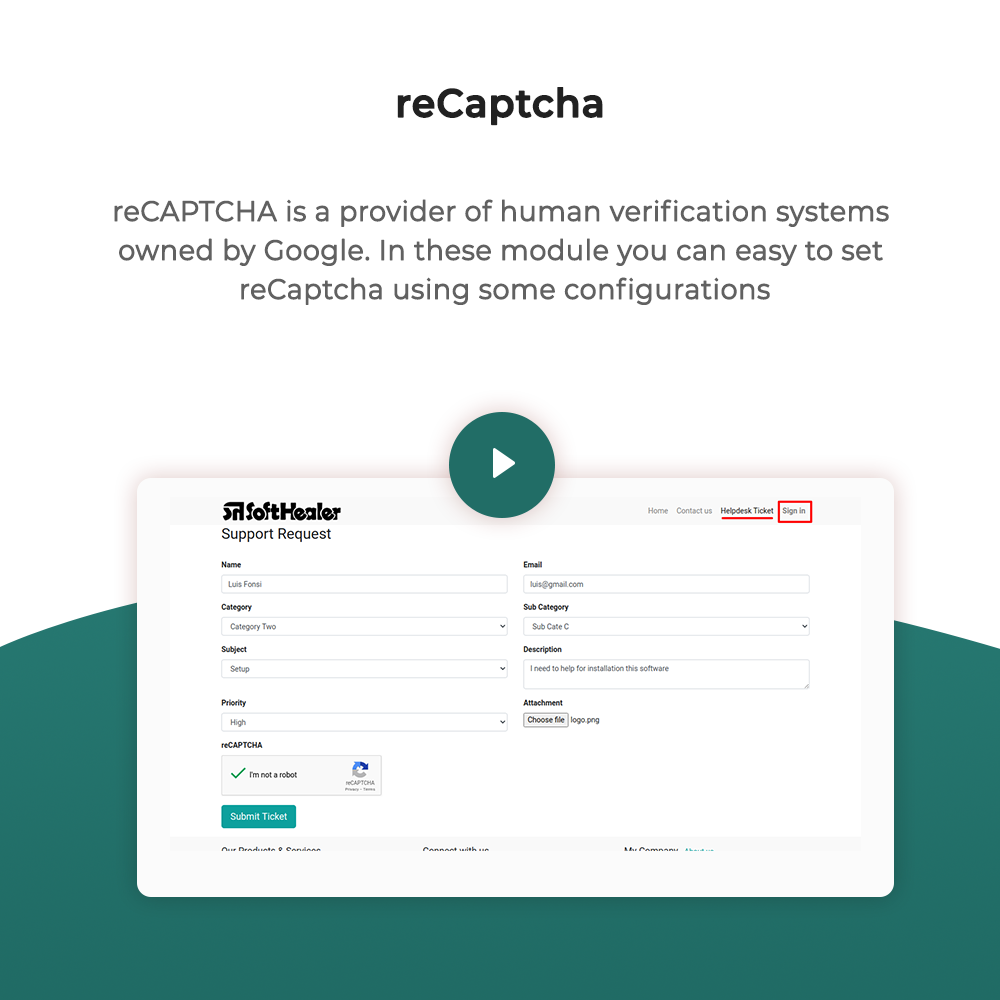 reCaptcha
reCAPTCHA is a provider of human verification systems
owned by Google. In these module you can easy to set
reCaptcha using some configurations
SoftHealer
Home Contact us Helpdesk Ticket Sign in
Support Request
Name Email
Luis Fonsi luis@gmail.com
Category Sub Category
Category Two Sub Cate C
Subject Description
Setup I need to help for installation this software
Priority Attachment
High Choose file logo.png
reCAPTCHA
I'm not a robot
reCAPTCHA
Privacy - Terms
Submit Ticket
Our Products & Services Connect with us My Company About us